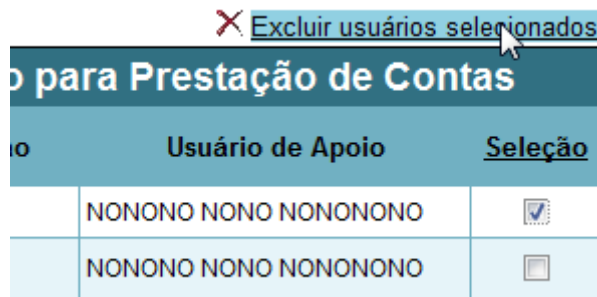 Excluir usuários selecionados
o para Prestação de Contas
Usuário de Apoio Seleção
NONONO NONO NONONONO
NONONO NONO NONONONO